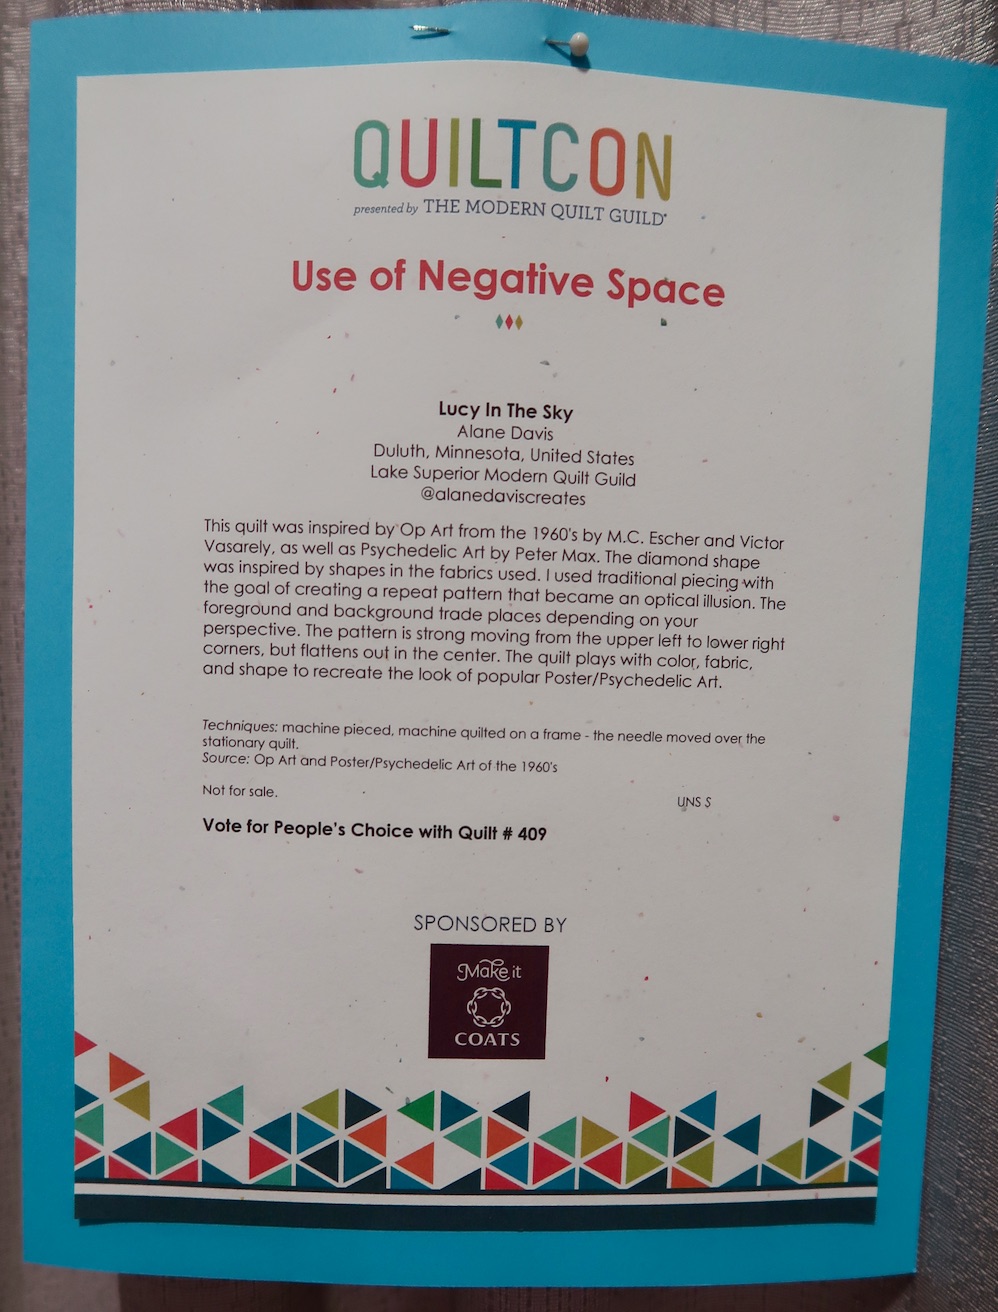 QUILTCON
presented by THE MODERN QUILT GUILD®
Use of Negative Space
Lucy In The Sky
Alane Davis
Duluth, Minnesota, United States
Lake Superior Modern Quilt Guild
@alanedaviscreates
This quilt was inspired by Op Art from the 1960's by M.C. Escher and Victor
Vasarely, as well as Psychedelic Art by Peter Max. The diamond shape
was inspired by shapes in the fabrics used. I used traditional piecing with
the goal of creating a repeat pattern that became an optical illusion. The
foreground and background trade places depending on your
perspective. The pattern is strong moving from the upper left to lower right
corners, but flattens out in the center. The quilt plays with color, fabric,
and shape to recreate the look of popular Poster/Psychedelic Art.
Techniques: machine pieced, machine quilted on a frame - the needle moved over the
stationary quilt.
Source: Op Art and Poster/Psychedelic Art of the 1960's
Not for sale.
UNS S
Vote for People's Choice with Quilt # 409
SPONSORED BY
Make it
COATS